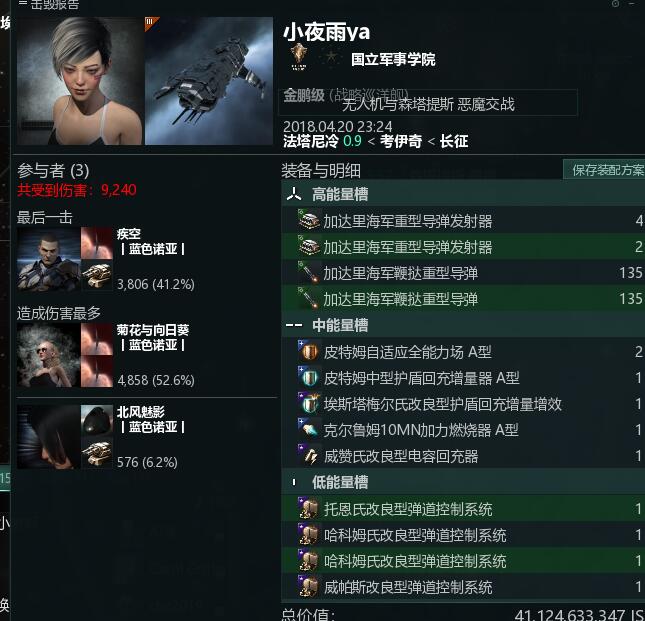 击毁报告
小夜雨ya
国立军事学院
金鹏级 (战略巡洋舰)
无人机与森塔提斯 恶魔交战
2018.04.20 23:24
法塔尼冷 0.9 < 考伊奇 < 长征
参与者 (3)
共受到伤害：9,240
最后一击
疾空
丨蓝色诺亚丨
3,806 (41.2%)
造成伤害最多
菊花与向日葵
丨蓝色诺亚丨
4,858 (52.6%)
北风魅影
丨蓝色诺亚丨
576 (6.2%)
装备与明细
保存装配方案
高能量槽
加达里海军重型导弹发射器 4
加达里海军重型导弹发射器 2
加达里海军鞭挞重型导弹 135
加达里海军鞭挞重型导弹 135
中能量槽
皮特姆自适应全能力场 A型 2
皮特姆中型护盾回充增量器 A型 1
埃斯塔梅尔氏改良型护盾回充增量增效 1
克尔鲁姆10MN加力燃烧器 A型 1
威赞氏改良型电容回充器 1
低能量槽
托恩氏改良型弹道控制系统 1
哈科姆氏改良型弹道控制系统 1
哈科姆氏改良型弹道控制系统 1
威帕斯改良型弹道控制系统 1
总价值： 41,124,633,347 IS